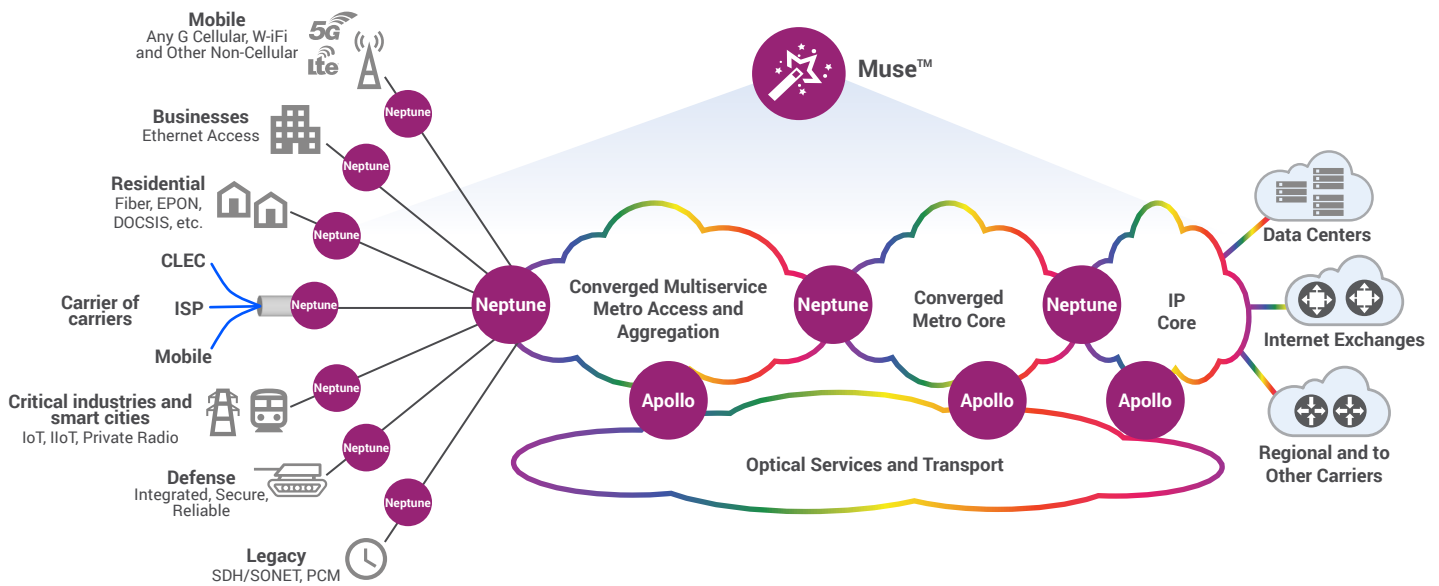 Mobile
Any G Cellular, W-iFi
and Other Non-Cellular
5G
lte
Neptune
Muse™
Businesses
Ethernet Access
Neptune
Residential
Fiber, EPON,
DOCSIS, etc.
Neptune
CLEC
Carrier of
carriers
ISP
Mobile
Neptune
Critical industries and
smart cities
IoT, IIoT, Private Radio
Neptune
Defense
Integrated, Secure,
Reliable
Neptune
Legacy
SDH/SONET, PCM
Neptune
Neptune
Converged Multiservice
Metro Access and
Aggregation
Neptune
Converged
Metro Core
Neptune
IP
Core
Apollo
Apollo
Apollo
Optical Services and Transport
Data Centers
Internet Exchanges
Regional and to
Other Carriers